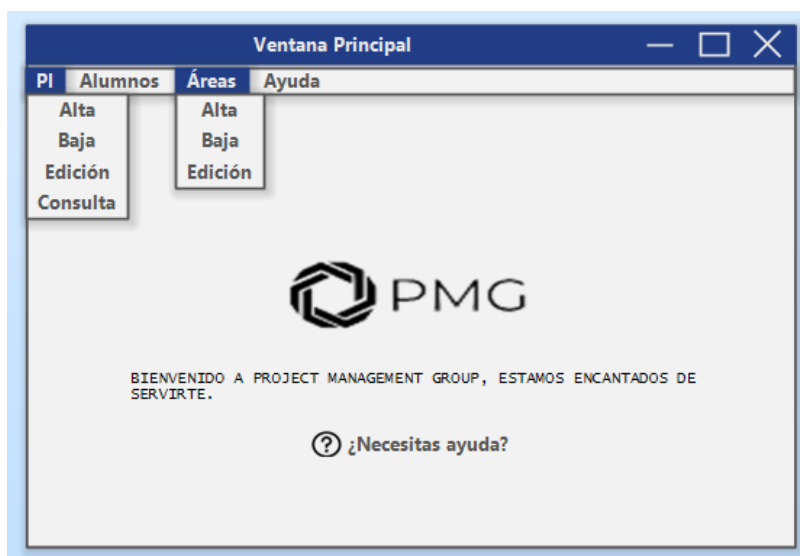 Ventana Principal
PI Alumnos Áreas Ayuda
Alta Alta
Baja Baja
Edición Edición
Consulta
PMG
BIENVENIDO A PROJECT MANAGEMENT GROUP, ESTAMOS ENCANTADOS DE
SERVIRTE.
? ¿Necesitas ayuda?